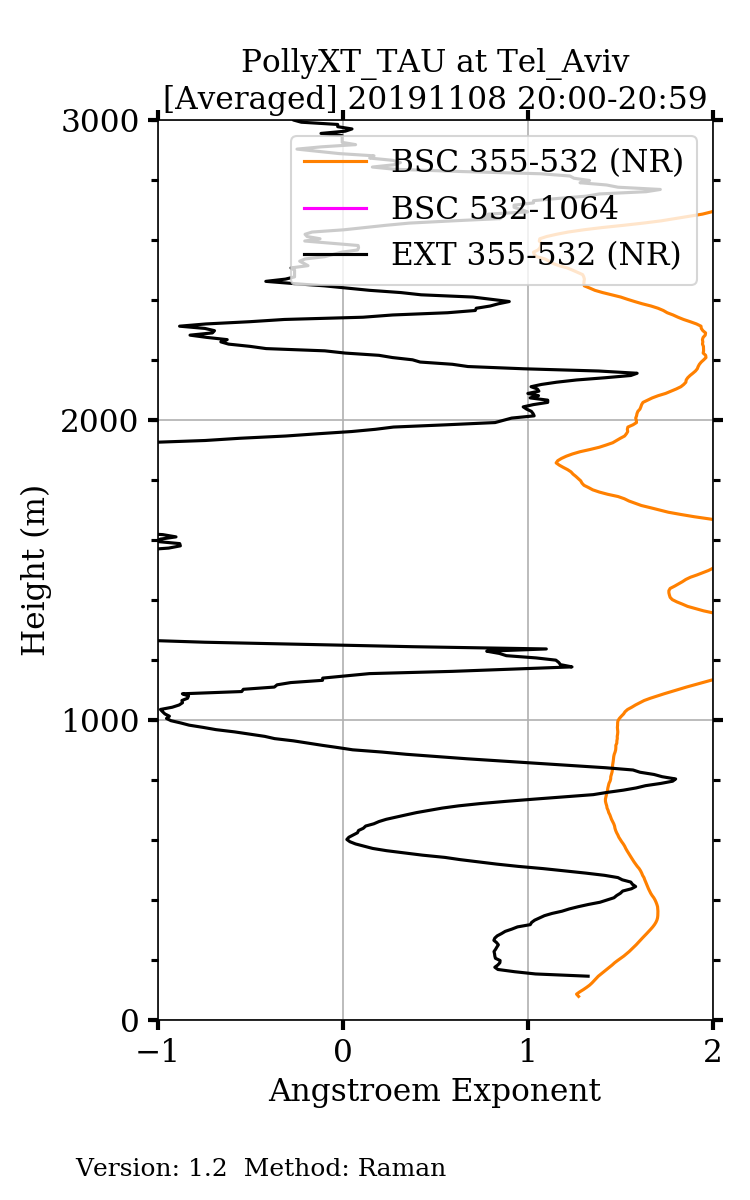 PollyXT_TAU at Tel_Aviv
[Averaged] 20191108 20:00-20:59
3000
BSC 355-532 (NR)
BSC 532-1064
EXT 355-532 (NR)
2000
Height (m)
1000
0
−1 0 1 2
Angstroem Exponent
Version: 1.2 Method: Raman